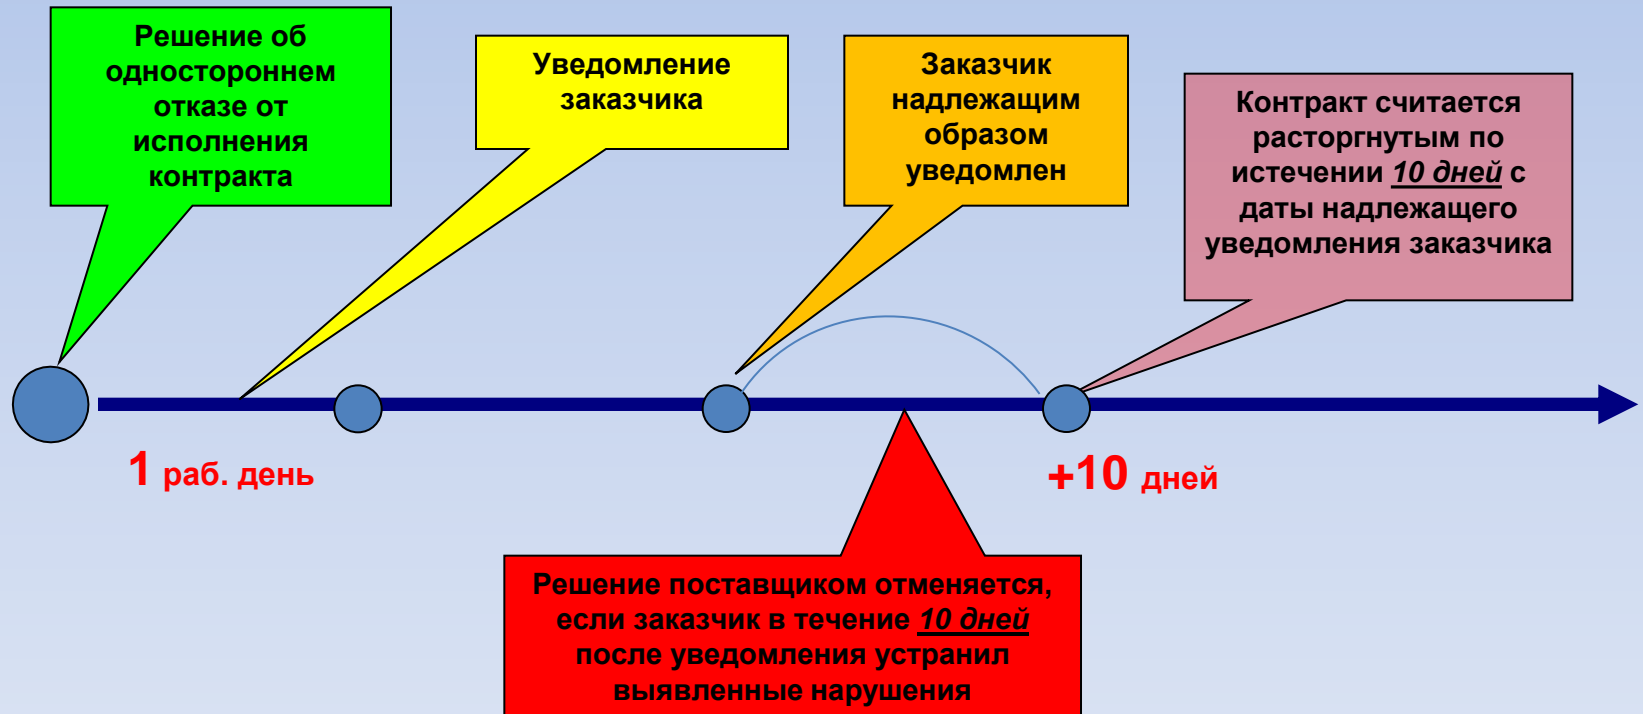 Решение об
одностороннем
отказе от
исполнения
контракта
Уведомление
заказчика
Заказчик
надлежащим
образом
уведомлен
Контракт считается
расторгнутым по
истечении 10 дней с
даты надлежащего
уведомления заказчика
1 раб. день
+10 дней
Решение поставщиком отменяется,
если заказчик в течение 10 дней
после уведомления устранил
выявленные нарушения